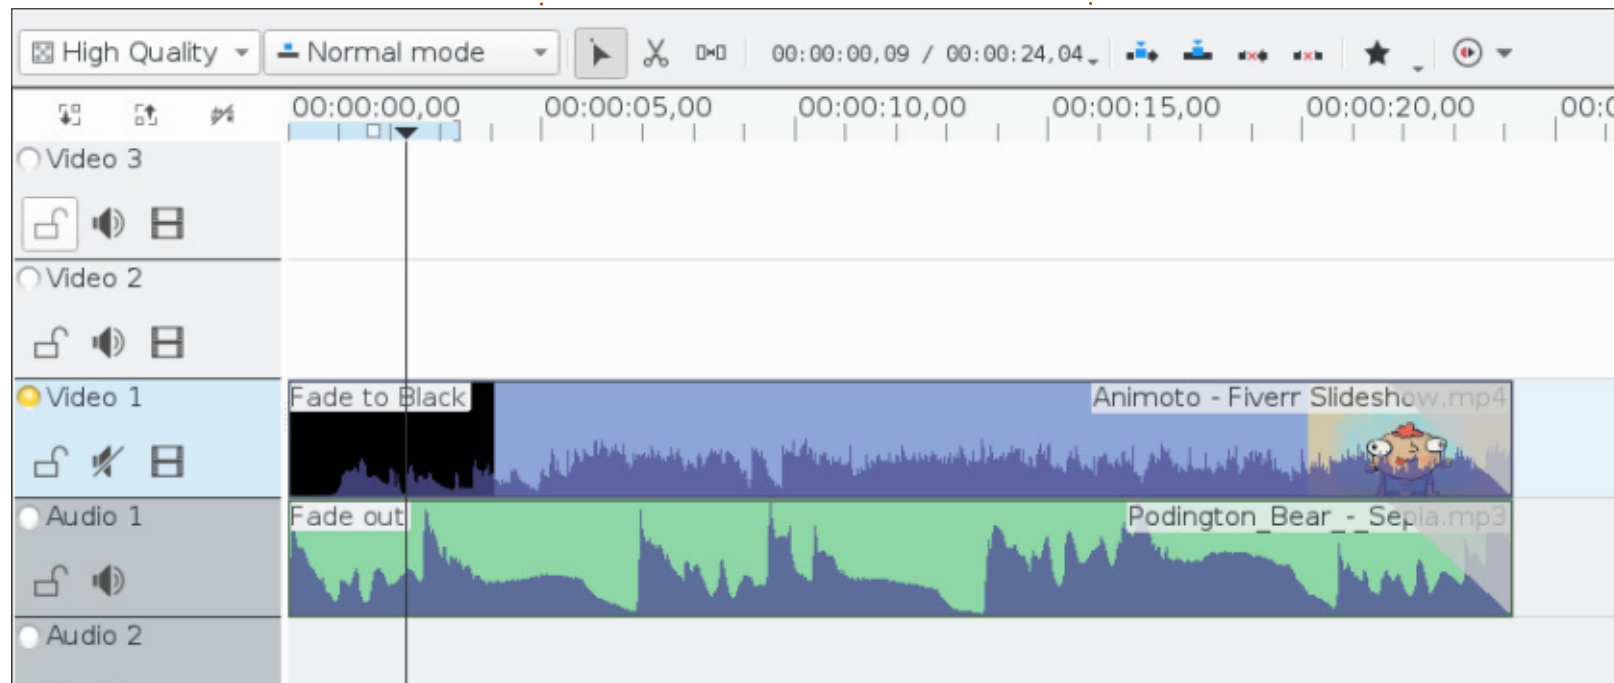 High Quality Normal mode 00:00:00,09 / 00:00:24,04
00:00:00,00 00:00:05,00 00:00:10,00 00:00:15,00 00:00:20,00
Video 3
Video 2
Video 1 Fade to Black Animoto - Fiverr Slideshow.mp4
Audio 1 Fade out Podington_Bear_-_Sepia.mp3
Audio 2